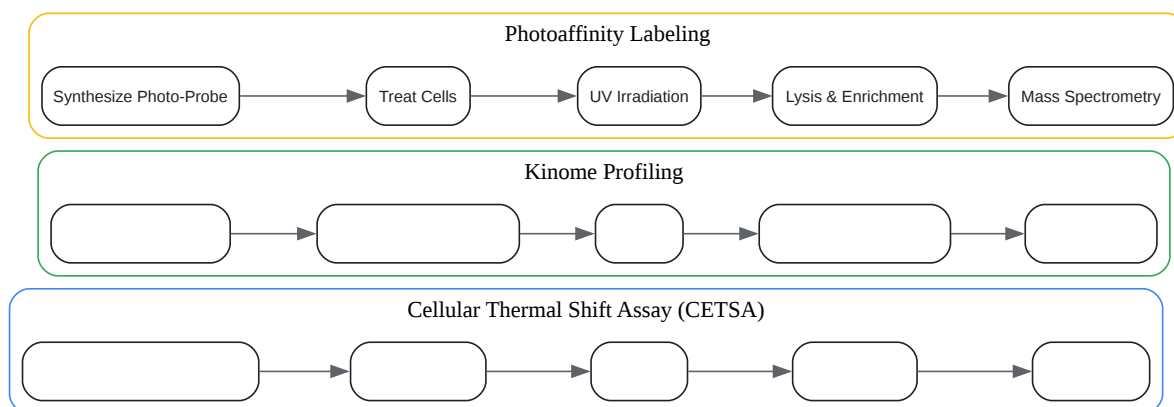 Photoaffinity Labeling
Synthesize Photo-Probe
Treat Cells
UV Irradiation
Lysis & Enrichment
Mass Spectrometry
Kinome Profiling
Cellular Thermal Shift Assay (CETSA)